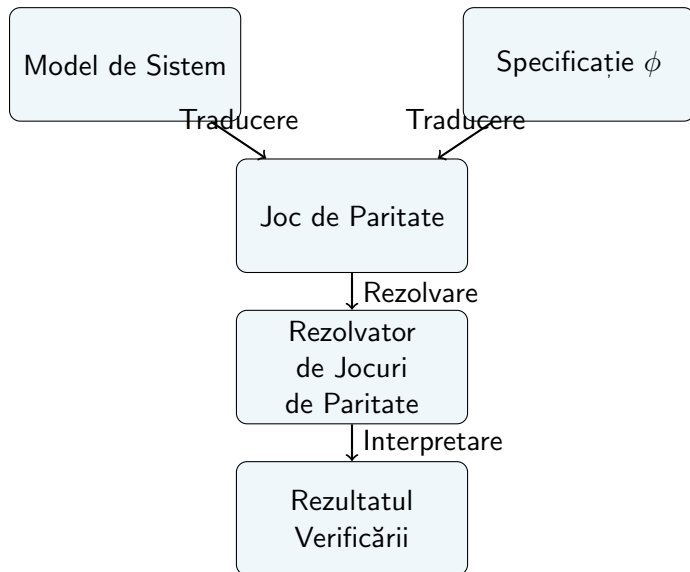 Model de Sistem
Specificație ϕ
Traducere
Traducere
Joc de Paritate
Rezolvare
Rezolvator
de Jocuri
de Paritate
Interpretare
Rezultatul
Verificării